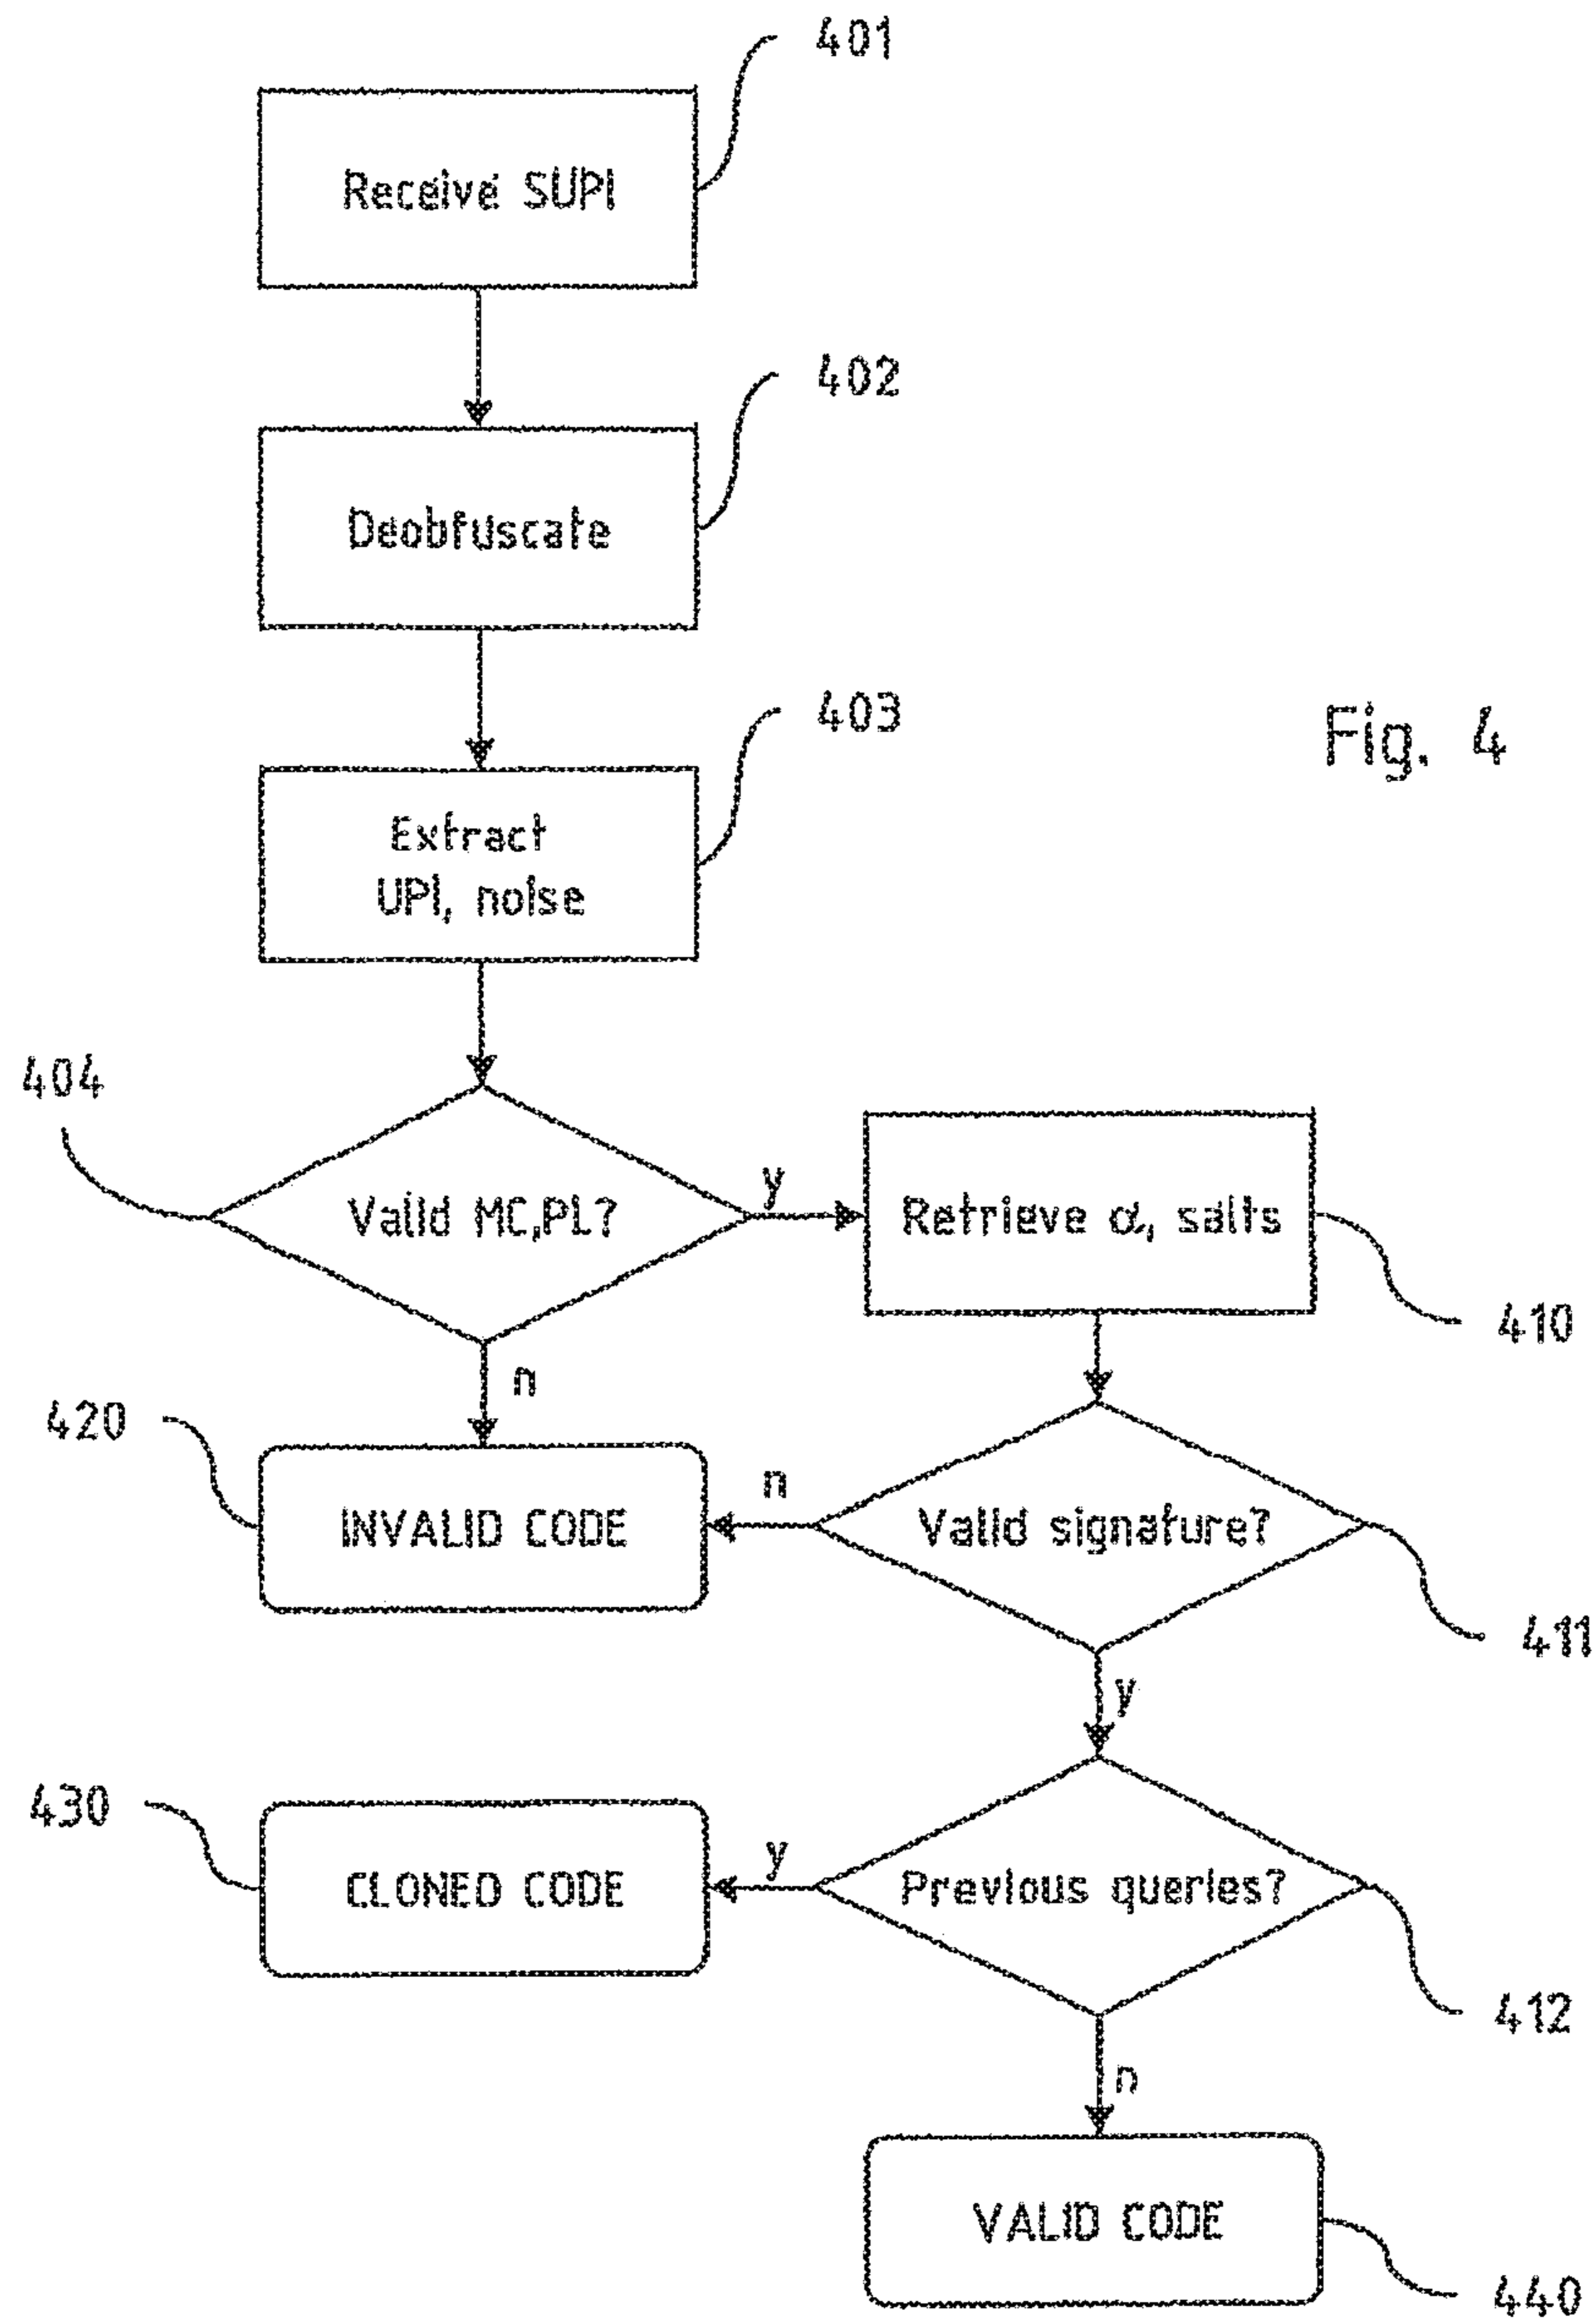 401
Receive SUPI
402
Deobfuscate
403
Extract
UPI, noise
Fig. 4
404
Valid MC,PL?
y
Retrieve α, salts
410
n
420
INVALID CODE
n
Valid signature?
411
y
430
CLONED CODE
y
Previous queries?
412
n
VALID CODE
440